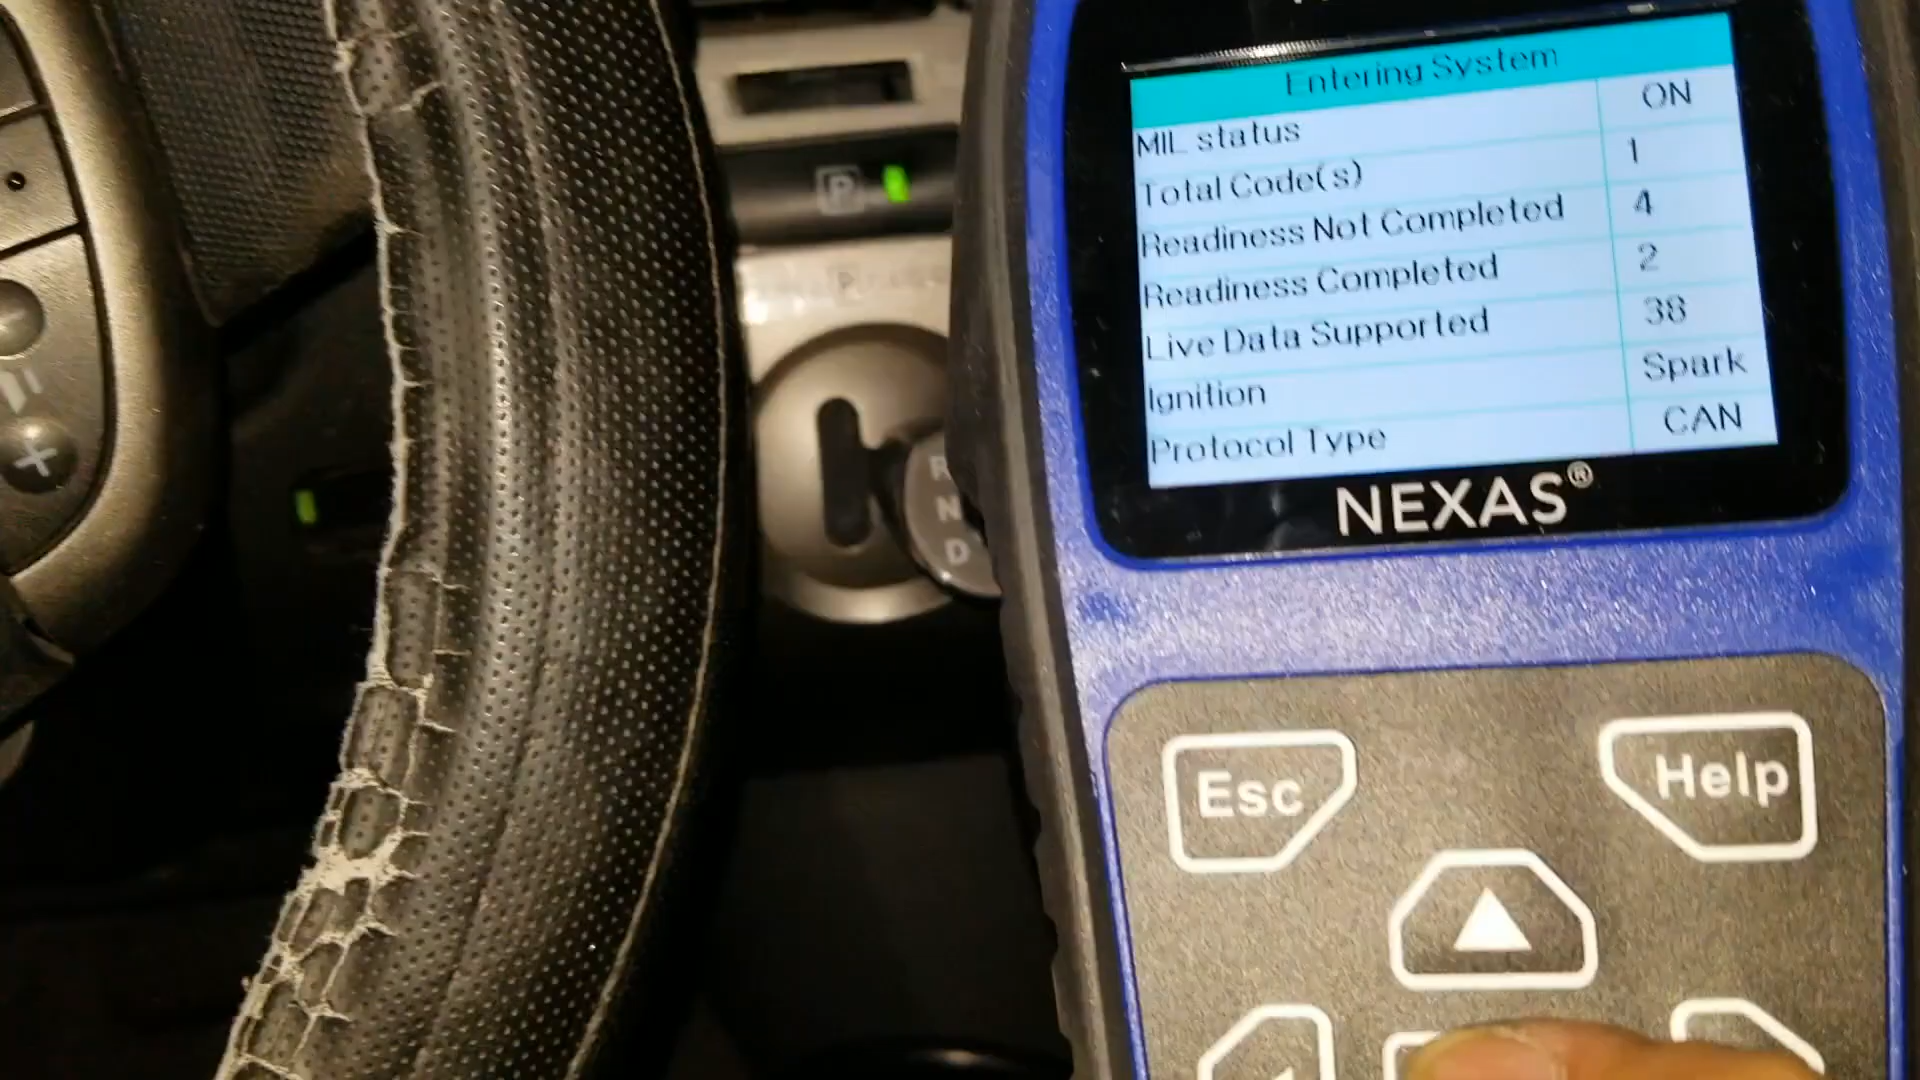 Entering System
MIL status ON
Total Code(s) 1
Readiness Not Completed 4
Readiness Completed 2
Live Data Supported 38
Ignition Spark
Protocol Type CAN
NEXAS®
Esc
Help
P
P
R
N
D